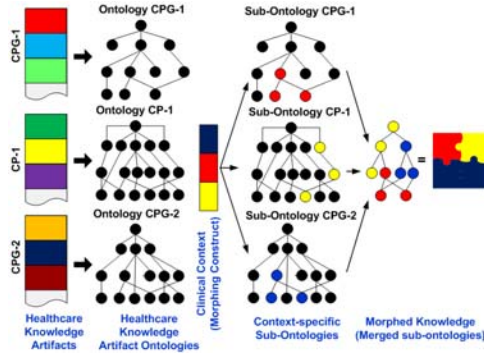 CPG-1
Ontology CPG-1
Sub-Ontology CPG-1
CP-1
Ontology CP-1
Sub-Ontology CP-1
=
CPG-2
Ontology CPG-2
Sub-Ontology CPG-2
Clinical Context
(Morphing Construct)
Healthcare
Knowledge
Artifacts
Healthcare
Knowledge
Artifact Ontologies
Context-specific
Sub-Ontologies
Morphed Knowledge
(Merged sub-ontologies)